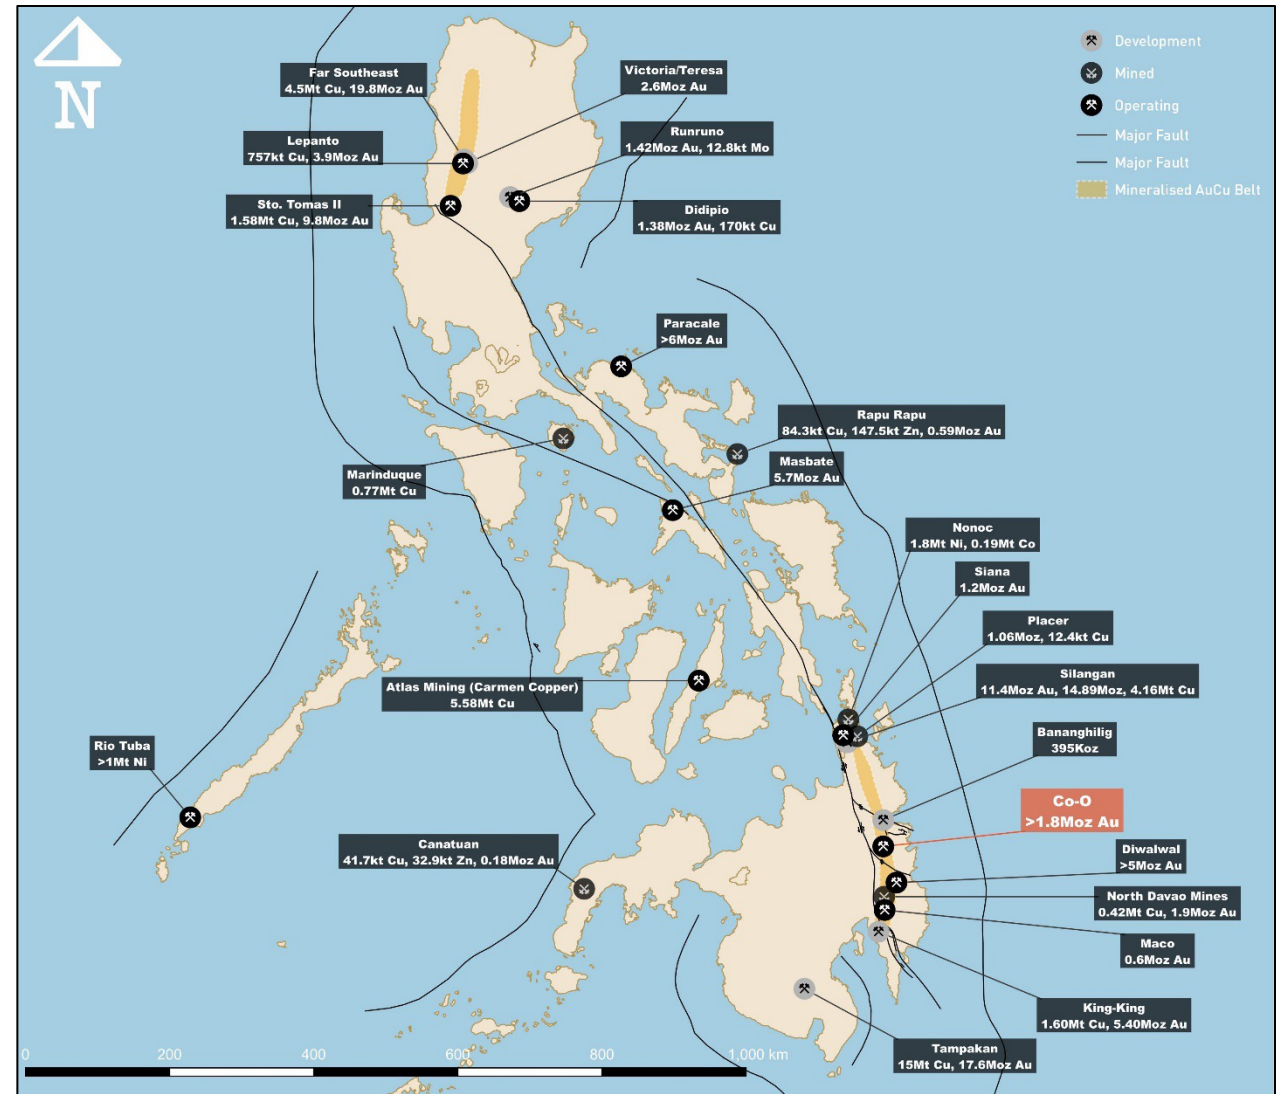 N
Development
Mined
Operating
Major Fault
Major Fault
Mineralised AuCu Belt
Far Southeast
4.5Mt Cu, 19.8Moz Au
Victoria/Teresa
2.6Moz Au
Lepanto
757kt Cu, 3.9Moz Au
Runruno
1.42Moz Au, 12.8kt Mo
Sto. Tomas II
1.58Mt Cu, 9.8Moz Au
Didipio
1.38Moz Au, 170kt Cu
Paracale
>6Moz Au
Rapu Rapu
84.3kt Cu, 147.5kt Zn, 0.59Moz Au
Marinduque
0.77Mt Cu
Masbate
5.7Moz Au
Nonoc
1.8Mt Ni, 0.19Mt Co
Siana
1.2Moz Au
Placer
1.06Moz, 12.4kt Cu
Silangan
11.4Moz Au, 14.89Moz, 4.16Mt Cu
Atlas Mining (Carmen Copper)
5.58Mt Cu
Bananghilig
395Koz
Rio Tuba
>1Mt Ni
Co-O
>1.8Moz Au
Canatuan
41.7kt Cu, 32.9kt Zn, 0.18Moz Au
Diwalwal
>5Moz Au
North Davao Mines
0.42Mt Cu, 1.9Moz Au
Maco
0.6Moz Au
King-King
1.60Mt Cu, 5.40Moz Au
Tampakan
15Mt Cu, 17.6Moz Au
0 200 400 600 800 1,000 km